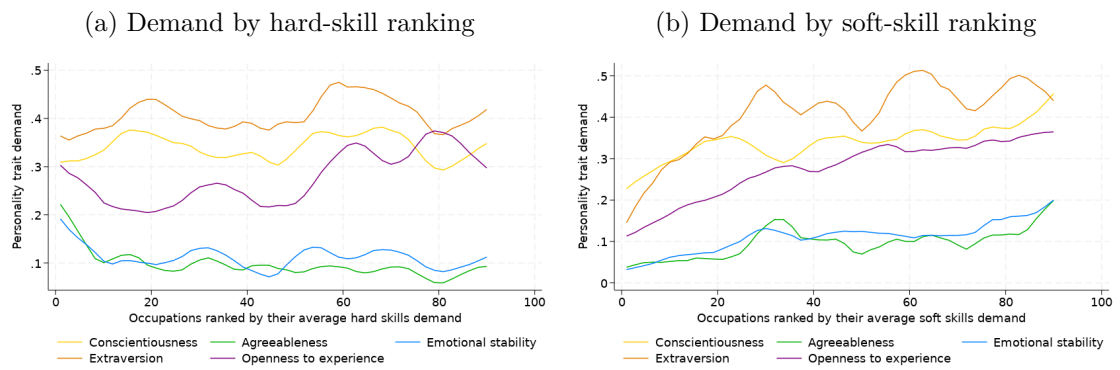 (a) Demand by hard-skill ranking
Personality trait demand
.5
.4
.3
.2
.1
0 20 40 60 80 100
Occupations ranked by their average hard skills demand
Conscientiousness Agreeableness Emotional stability
Extraversion Openness to experience
(b) Demand by soft-skill ranking
Personality trait demand
.5
.4
.3
.2
.1
0
0 20 40 60 80 100
Occupations ranked by their average soft skills demand
Conscientiousness Agreeableness Emotional stability
Extraversion Openness to experience